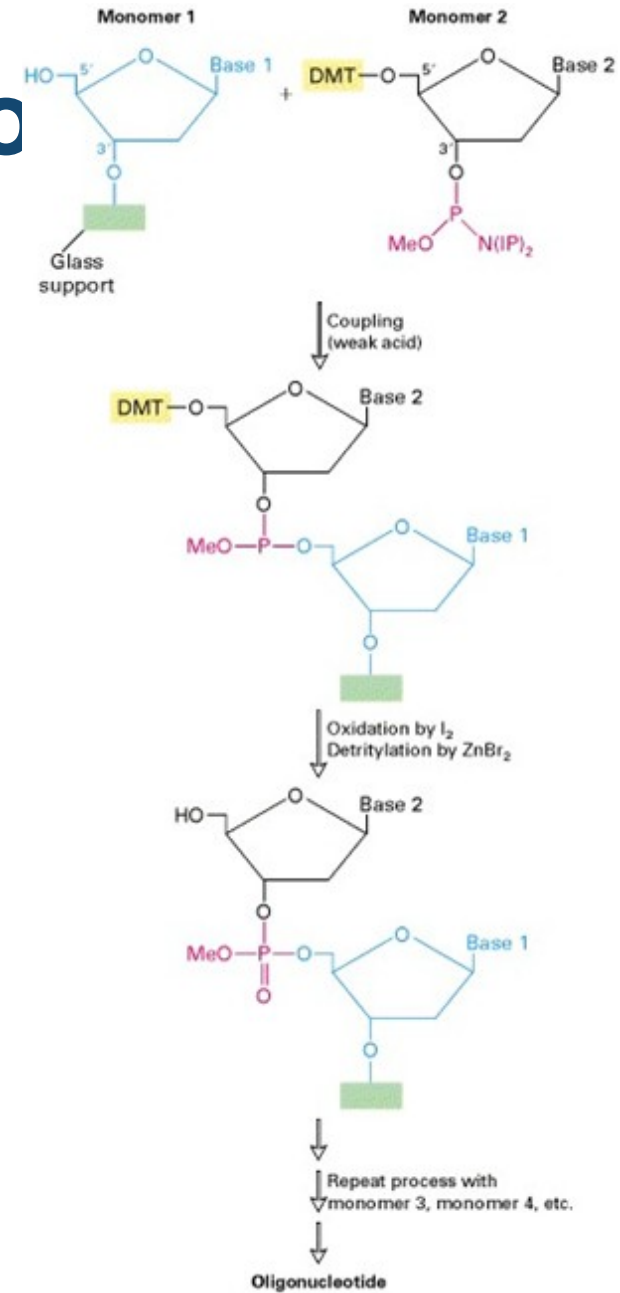 Monomer 1
Monomer 2
HO
5′
O
Base 1
+
DMT
O
5′
O
Base 2
3′
O
3′
O
P
MeO
N(IP)₂
Glass
support
Coupling
(weak acid)
DMT
O
O
Base 2
O
MeO
P
O
O
Base 1
O
Oxidation by I₂
Detritylation by ZnBr₂
HO
O
Base 2
O
MeO
P
O
O
Base 1
O
O
Repeat process with
monomer 3, monomer 4, etc.
Oligonucleotide